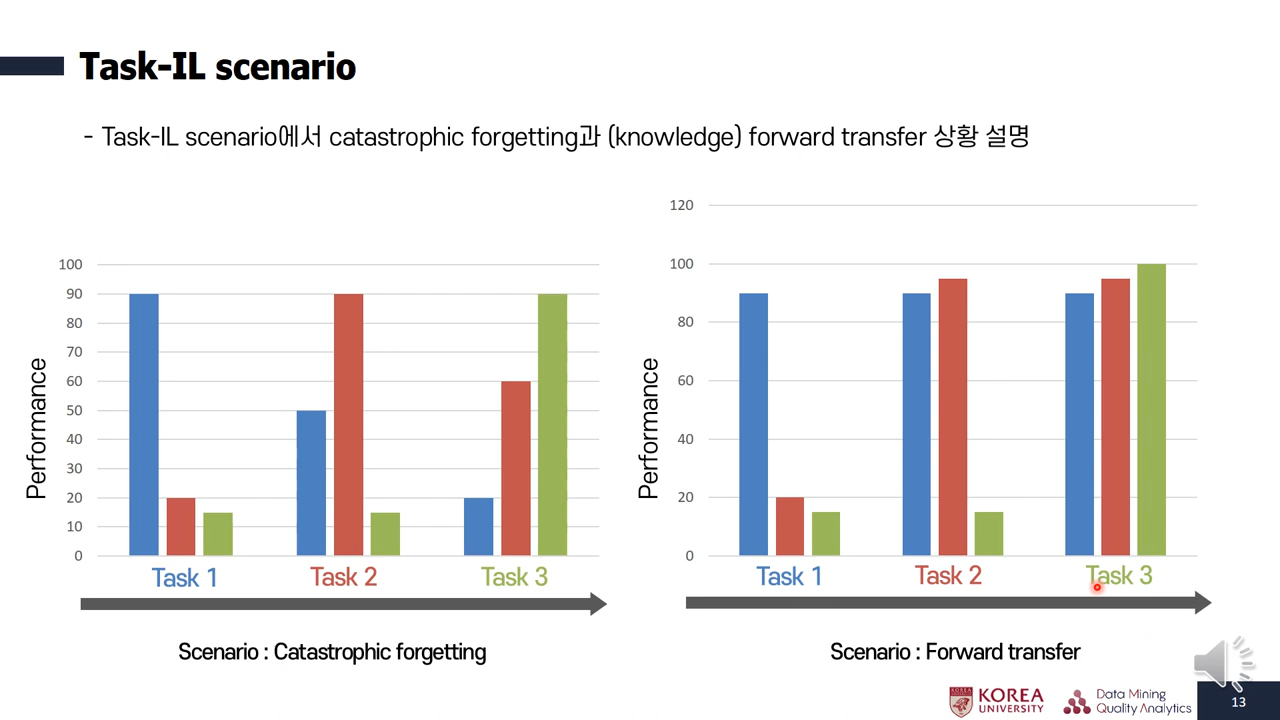 Task-IL scenario
- Task-IL scenario에서 catastrophic forgetting과 (knowledge) forward transfer 상황 설명
Performance
100
90
80
70
60
50
40
30
20
10
0
Task 1
Task 2
Task 3
Scenario : Catastrophic forgetting
Performance
120
100
80
60
40
20
0
Task 1
Task 2
Task 3
Scenario : Forward transfer
KOREA
UNIVERSITY
Data Mining
Quality Analytics
13